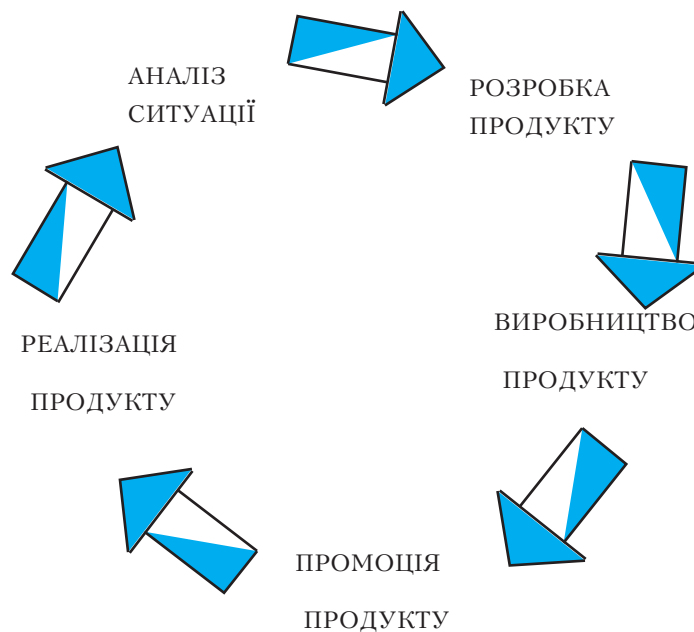 АНАЛІЗ
СИТУАЦІЇ
РОЗРОБКА
ПРОДУКТУ
ВИРОБНИЦТВО
ПРОДУКТУ
ПРОМОЦІЯ
ПРОДУКТУ
РЕАЛІЗАЦІЯ
ПРОДУКТУ